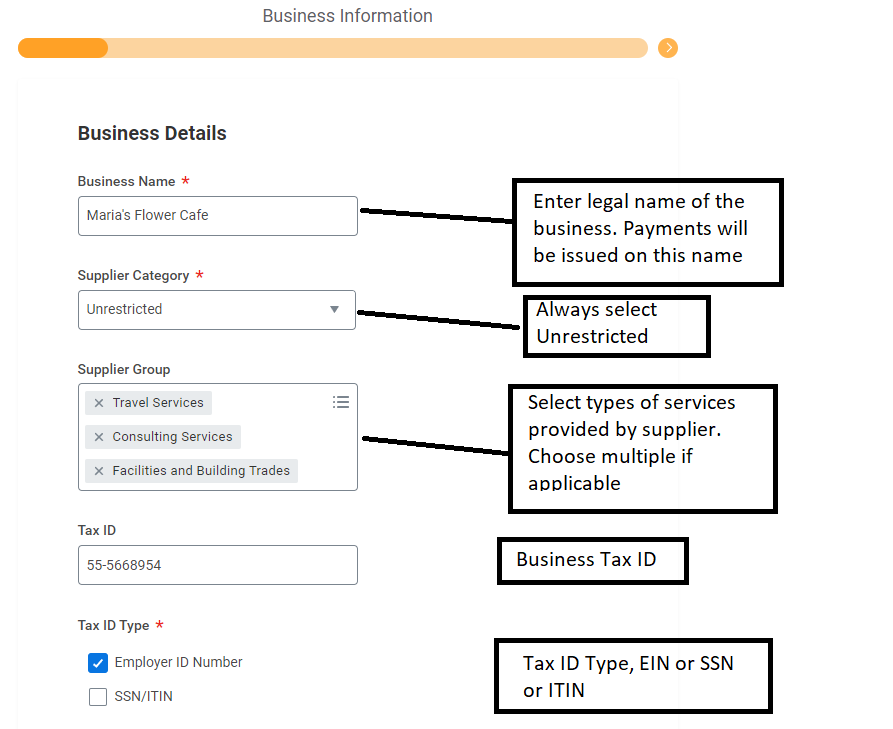 Business Information
Business Details
Business Name *
Maria's Flower Cafe
Enter legal name of the
business. Payments will
be issued on this name
Supplier Category *
Unrestricted
Always select
Unrestricted
Supplier Group
Travel Services
Consulting Services
Facilities and Building Trades
Select types of services
provided by supplier.
Choose multiple if
applicable
Tax ID
55-5668954
Business Tax ID
Tax ID Type *
Employer ID Number
SSN/ITIN
Tax ID Type, EIN or SSN
or ITIN